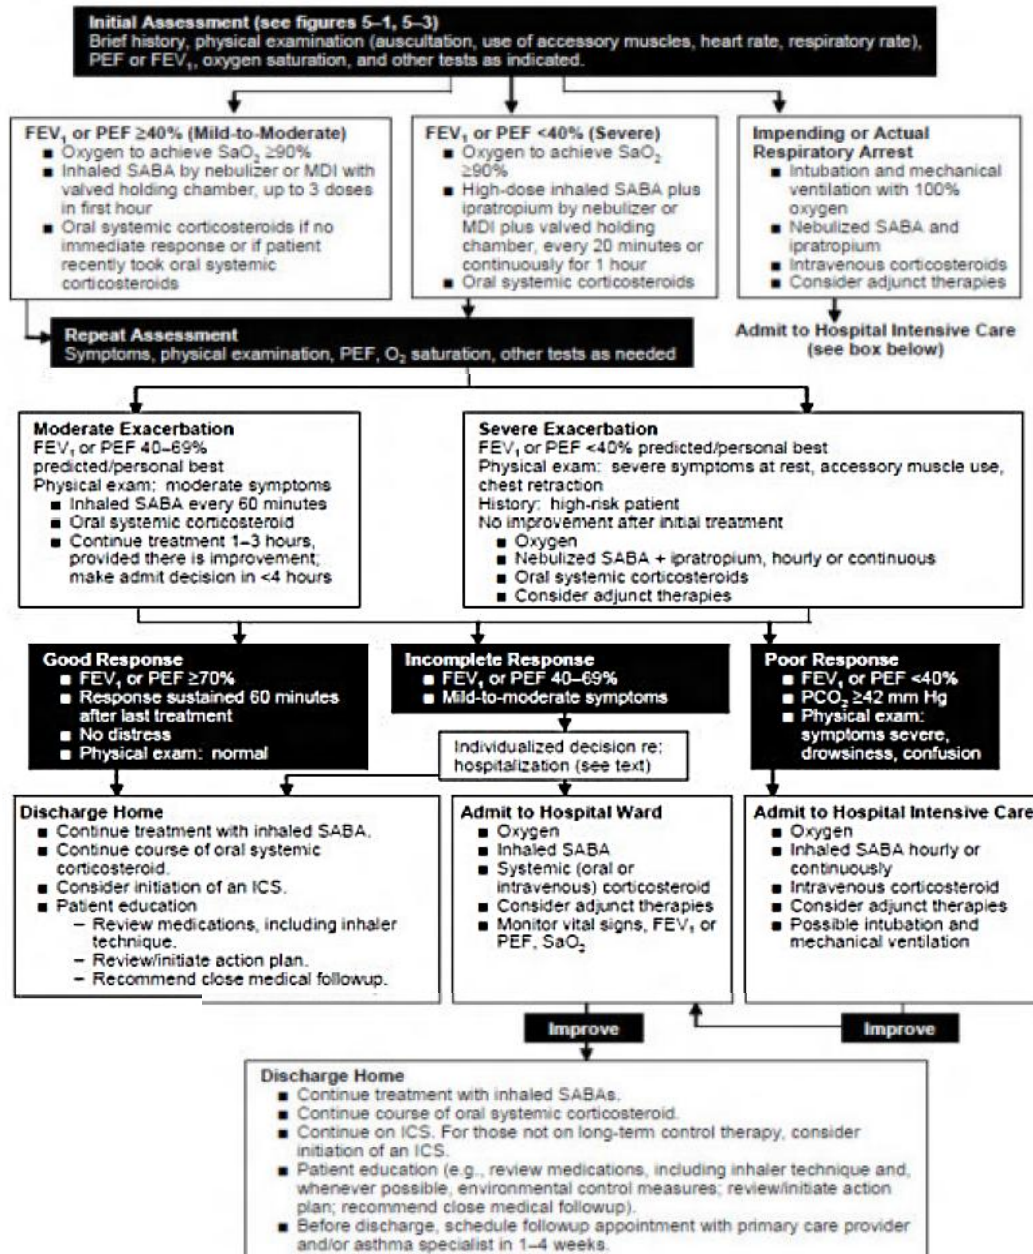 Initial Assessment (see figures 5–1, 5–3)
Brief history, physical examination (auscultation, use of accessory muscles, heart rate, respiratory rate),
PEF or FEV₁, oxygen saturation, and other tests as indicated.
FEV₁ or PEF ≥40% (Mild-to-Moderate)
■ Oxygen to achieve SaO₂ ≥90%
■ Inhaled SABA by nebulizer or MDI with
valved holding chamber, up to 3 doses
in first hour
■ Oral systemic corticosteroids if no
immediate response or if patient
recently took oral systemic
corticosteroids
FEV₁ or PEF <40% (Severe)
■ Oxygen to achieve SaO₂
≥90%
■ High-dose inhaled SABA plus
ipratropium by nebulizer or
MDI plus valved holding
chamber, every 20 minutes or
continuously for 1 hour
■ Oral systemic corticosteroids
Impending or Actual
Respiratory Arrest
■ Intubation and mechanical
ventilation with 100%
oxygen
■ Nebulized SABA and
ipratropium
■ Intravenous corticosteroids
■ Consider adjunct therapies
Repeat Assessment
Symptoms, physical examination, PEF, O₂ saturation, other tests as needed
Admit to Hospital Intensive Care
(see box below)
Moderate Exacerbation
FEV₁ or PEF 40–69%
predicted/personal best
Physical exam: moderate symptoms
■ Inhaled SABA every 60 minutes
■ Oral systemic corticosteroid
■ Continue treatment 1–3 hours,
provided there is improvement;
make admit decision in <4 hours
Severe Exacerbation
FEV₁ or PEF <40% predicted/personal best
Physical exam: severe symptoms at rest, accessory muscle use,
chest retraction
History: high-risk patient
No improvement after initial treatment
■ Oxygen
■ Nebulized SABA + ipratropium, hourly or continuous
■ Oral systemic corticosteroids
■ Consider adjunct therapies
Good Response
■ FEV₁ or PEF ≥70%
■ Response sustained 60 minutes
after last treatment
■ No distress
■ Physical exam: normal
Incomplete Response
■ FEV₁ or PEF 40–69%
■ Mild-to-moderate symptoms
Poor Response
■ FEV₁ or PEF <40%
■ PCO₂ ≥42 mm Hg
■ Physical exam:
symptoms severe,
drowsiness, confusion
Individualized decision re:
hospitalization (see text)
Discharge Home
■ Continue treatment with inhaled SABA.
■ Continue course of oral systemic
corticosteroid.
■ Consider initiation of an ICS.
■ Patient education
– Review medications, including inhaler
technique.
– Review/initiate action plan.
– Recommend close medical followup.
Admit to Hospital Ward
■ Oxygen
■ Inhaled SABA
■ Systemic (oral or
intravenous) corticosteroid
■ Consider adjunct therapies
■ Monitor vital signs, FEV₁ or
PEF, SaO₂
Admit to Hospital Intensive Care
■ Oxygen
■ Inhaled SABA hourly or
continuously
■ Intravenous corticosteroid
■ Consider adjunct therapies
■ Possible intubation and
mechanical ventilation
Improve
Improve
Discharge Home
■ Continue treatment with inhaled SABAs.
■ Continue course of oral systemic corticosteroid.
■ Continue on ICS. For those not on long-term control therapy, consider
initiation of an ICS.
■ Patient education (e.g., review medications, including inhaler technique and,
whenever possible, environmental control measures; review/initiate action
plan; recommend close medical followup).
■ Before discharge, schedule followup appointment with primary care provider
and/or asthma specialist in 1–4 weeks.